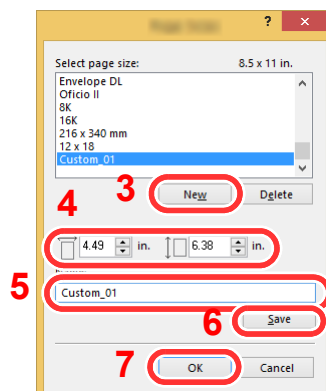 ?
Select page size: 8.5 x 11 in.
Envelope DL
Oficio II
8K
16K
216 x 340 mm
12 x 18
Custom_01
3 New Delete
4
4.49 in. 6.38 in.
5
Custom_01
6 Save
7 OK Cancel